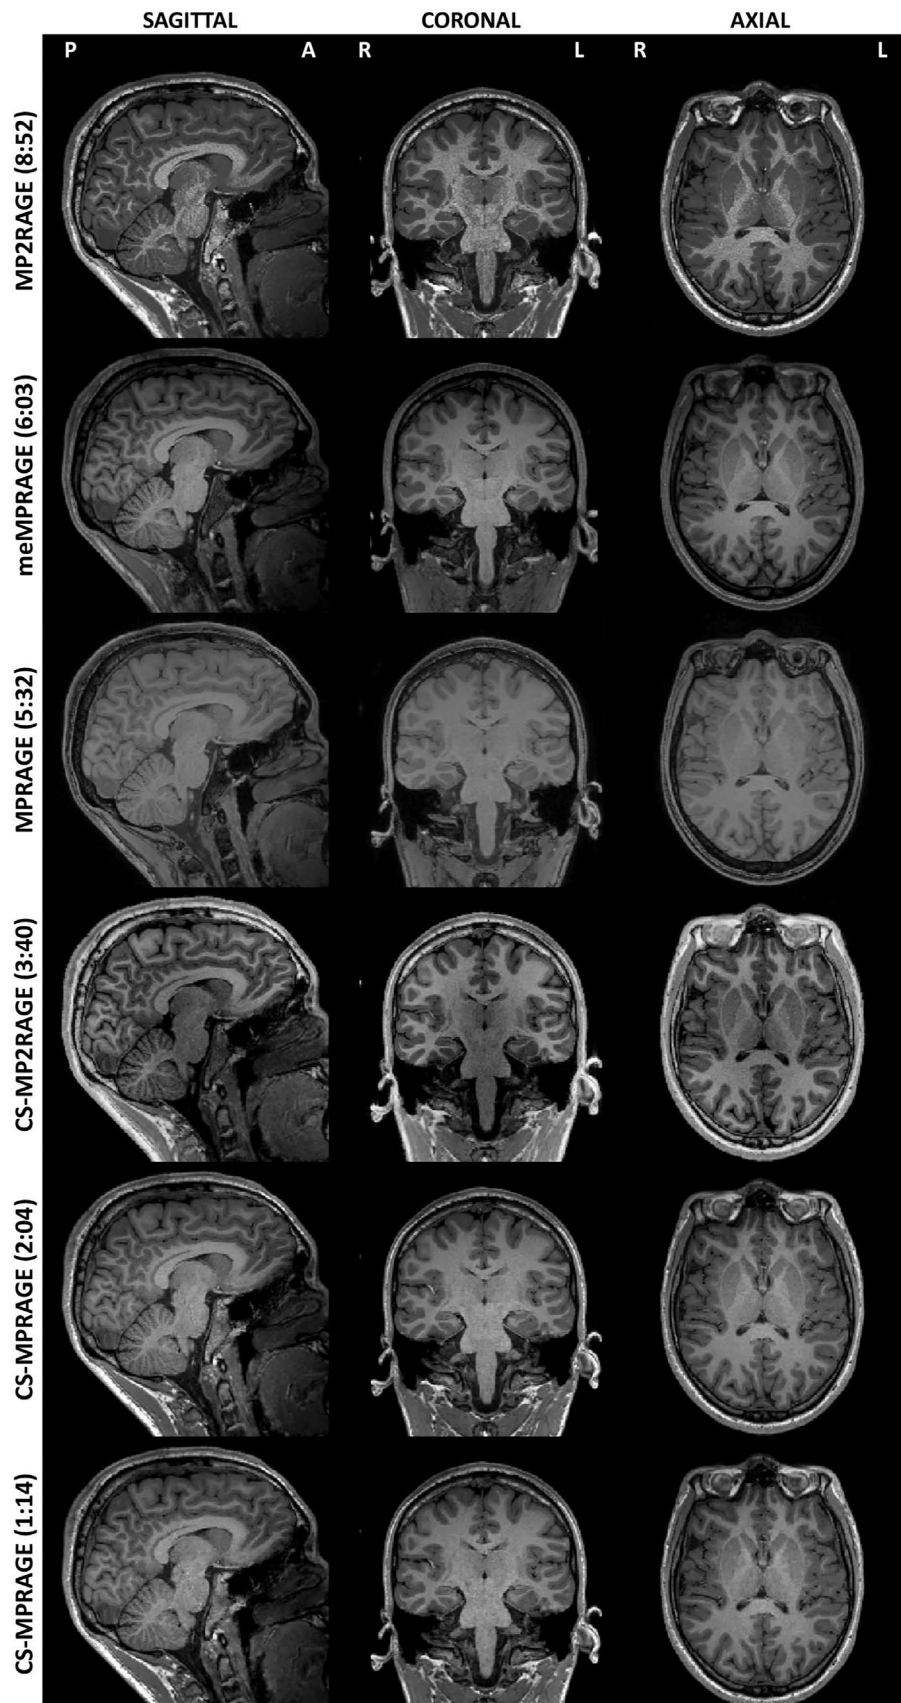 SAGITTAL CORONAL AXIAL
P A R L R L
MP2RAGE (8:52)
meMPRAGE (6:03)
MPRAGE (5:32)
CS-MP2RAGE (3:40)
CS-MPRAGE (2:04)
CS-MPRAGE (1:14)